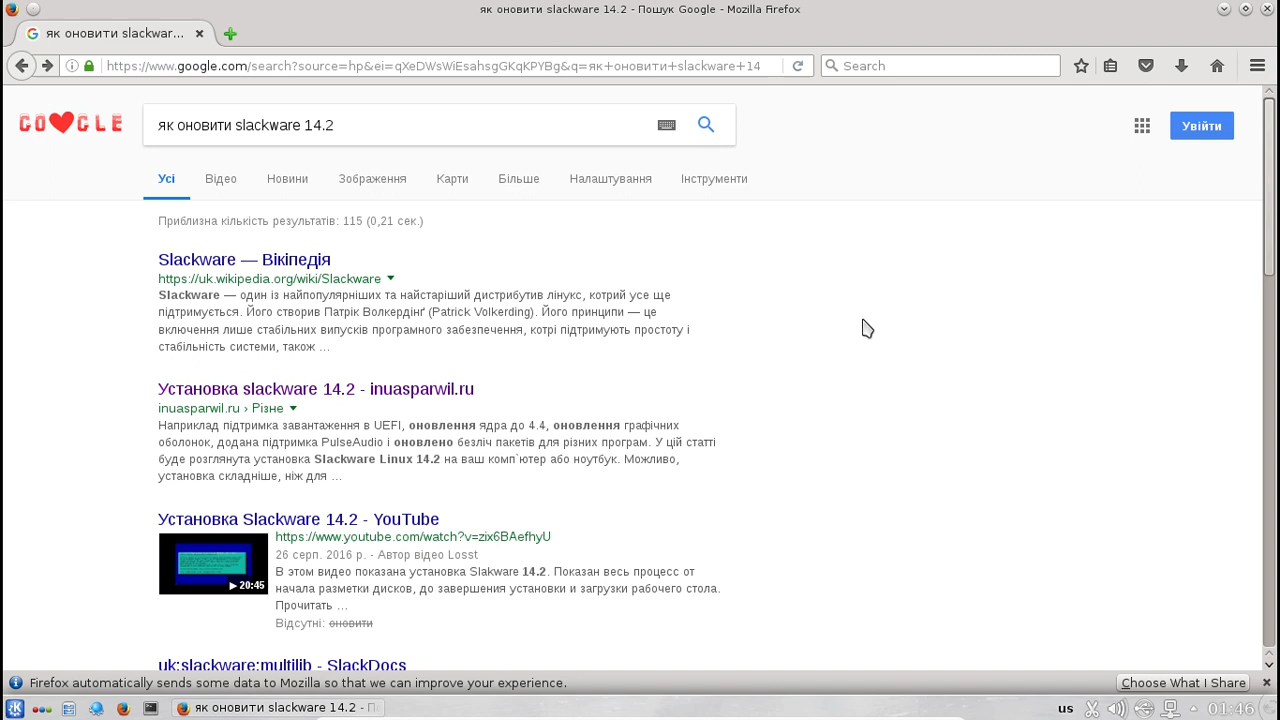 як оновити slackware 14.2 - Пошук Google - Mozilla Firefox
як оновити slackwar...
https://www.google.com/search?source=hp&ei=qXeDWsWiEsahsgGKqKPYBg&q=як+оновити+slackware+14
Search
GO❤GLE
як оновити slackware 14.2
Увійти
Усі Відео Новини Зображення Карти Більше Налаштування Інструменти
Приблизна кількість результатів: 115 (0,21 сек.)
Slackware — Вікіпедія
https://uk.wikipedia.org/wiki/Slackware
Slackware — один із найпопулярніших та найстаріший дистрибутив лінукс, котрий усе ще
підтримується. Його створив Патрік Волкердінґ (Patrick Volkerding). Його принципи — це
включення лише стабільних випусків програмного забезпечення, котрі підтримують простоту і
стабільність системи, також ...
Установка slackware 14.2 - inuasparwil.ru
inuasparwil.ru › Різне
Наприклад підтримка завантаження в UEFI, оновлення ядра до 4.4, оновлення графічних
оболонок, додана підтримка PulseAudio і оновлено безліч пакетів для різних програм. У цій статті
буде розглянута установка Slackware Linux 14.2 на ваш комп`ютер або ноутбук. Можливо,
установка складніше, ніж для ...
Установка Slackware 14.2 - YouTube
https://www.youtube.com/watch?v=zix6BAefhyU
26 серп. 2016 р. - Автор відео Losst
В этом видео показана установка Slakware 14.2. Показан весь процесс от
начала разметки дисков, до завершения установки и загрузки рабочего стола.
20:45
Прочитать ...
Відсутні: оновити
uk:slackware:multilib - SlackDocs
Firefox automatically sends some data to Mozilla so that we can improve your experience.
Choose What I Share
як оновити slackware 14.2 - П
us
01:46